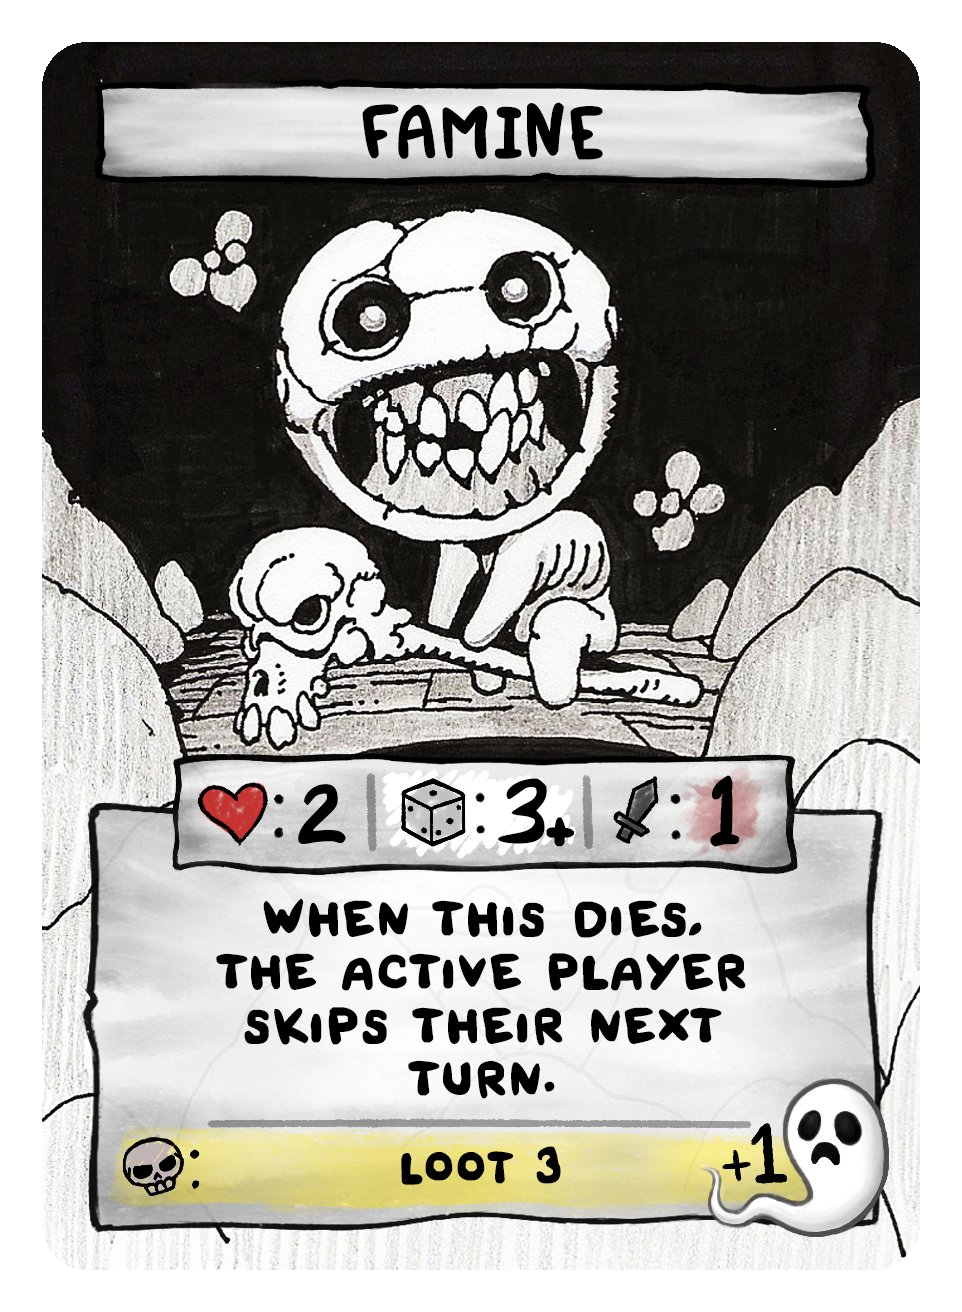 FAMINE
: 2 : 3+ : 1
WHEN THIS DIES,
THE ACTIVE PLAYER
SKIPS THEIR NEXT
TURN.
: LOOT 3 +1